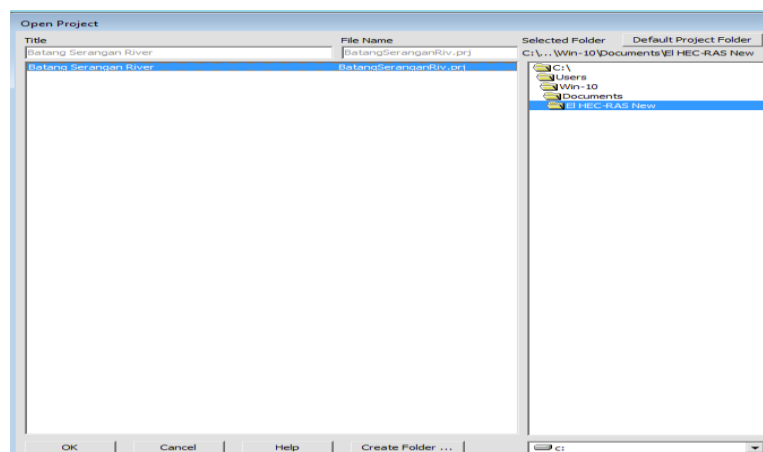 Open Project
Title File Name Selected Folder Default Project Folder
Batang Serangan River BatangSeranganRiv.prj C:\...\Win-10\Documents\El HEC-RAS New
Batang Serangan River BatangSeranganRiv.prj C:\
Users
Win-10
Documents
El HEC-RAS New
OK Cancel Help Create Folder ... c: